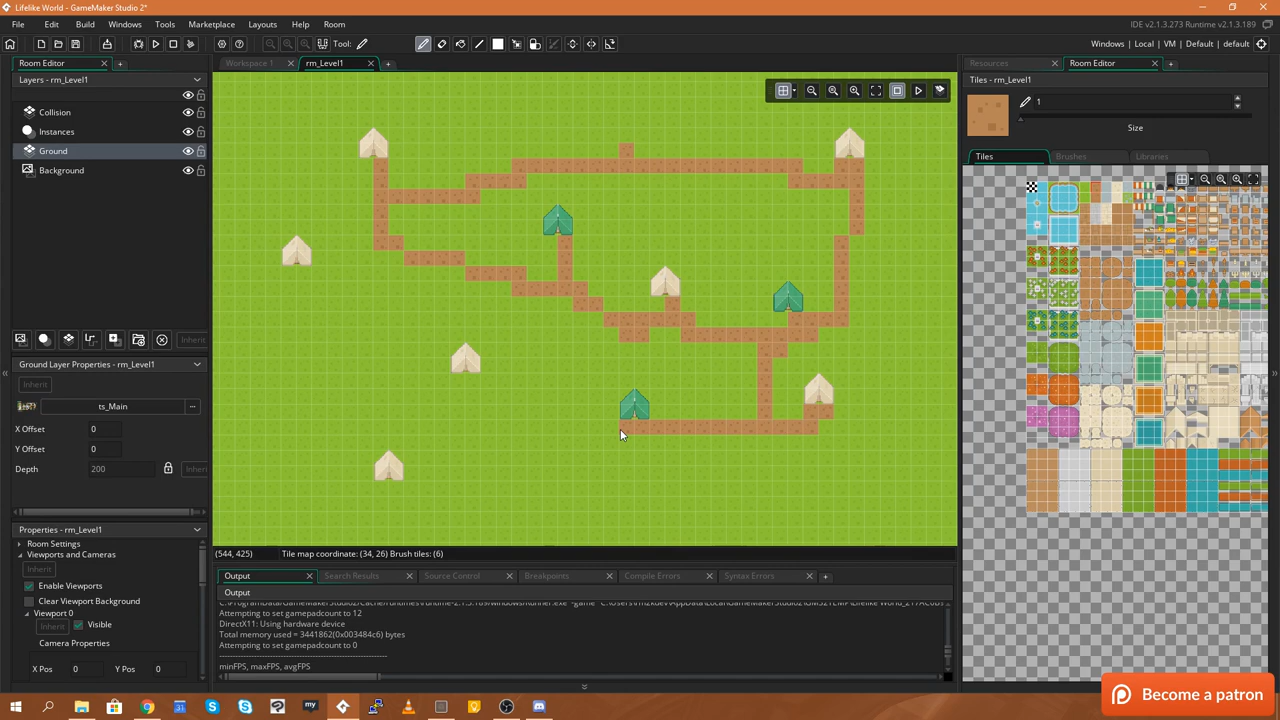 Lifelike World - GameMaker Studio 2*
File Edit Build Windows Tools Marketplace Layouts Help Room
IDE v2.1.3.273 Runtime v2.1.3.189
Tool:
Windows | Local | VM | Default | default
Room Editor
Workspace 1
rm_Level1
Resources
Room Editor
Layers - rm_Level1
Collision
Instances
Ground
Background
Inherit
Ground Layer Properties - rm_Level1
Inherit
ts_Main
X Offset 0
Y Offset 0
Depth 200 Inherit
Properties - rm_Level1
Room Settings
Viewports and Cameras
Inherit
Enable Viewports
Clear Viewport Background
Viewport 0
Inherit Visible
Camera Properties
X Pos 0 Y Pos 0
(544, 425) Tile map coordinate: (34, 26) Brush tiles: (6)
Output Search Results Source Control Breakpoints Compile Errors Syntax Errors
Output
Attempting to set gamepadcount to 12
DirectX11: Using hardware device
Total memory used = 3441862(0x003484c6) bytes
Attempting to set gamepadcount to 0
minFPS, maxFPS, avgFPS
Tiles - rm_Level1
1
Size
Tiles Brushes Libraries
my
Become a patron